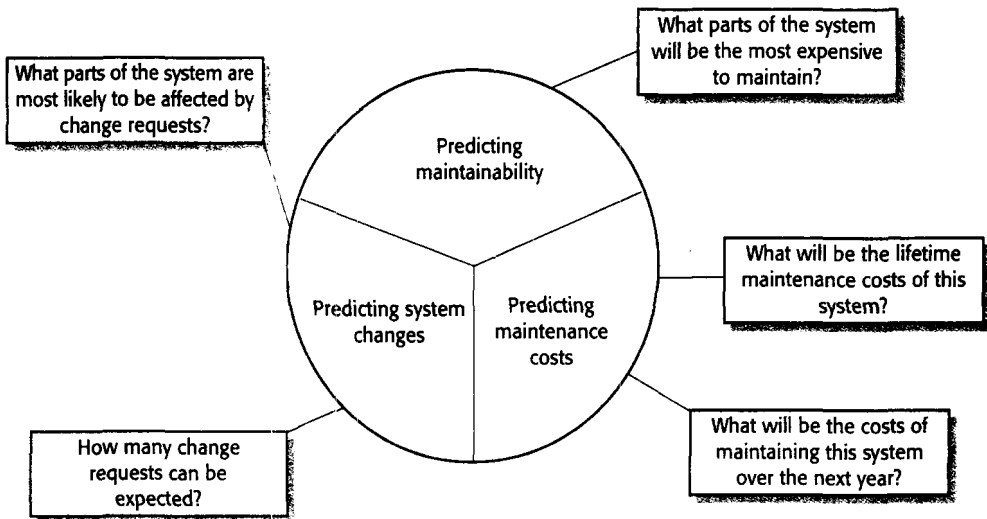 What parts of the system
will be the most expensive
to maintain?
What parts of the system are
most likely to be affected by
change requests?
Predicting
maintainability
What will be the lifetime
maintenance costs of this
system?
Predicting system
changes
Predicting
maintenance
costs
What will be the costs of
maintaining this system
over the next year?
How many change
requests can be
expected?